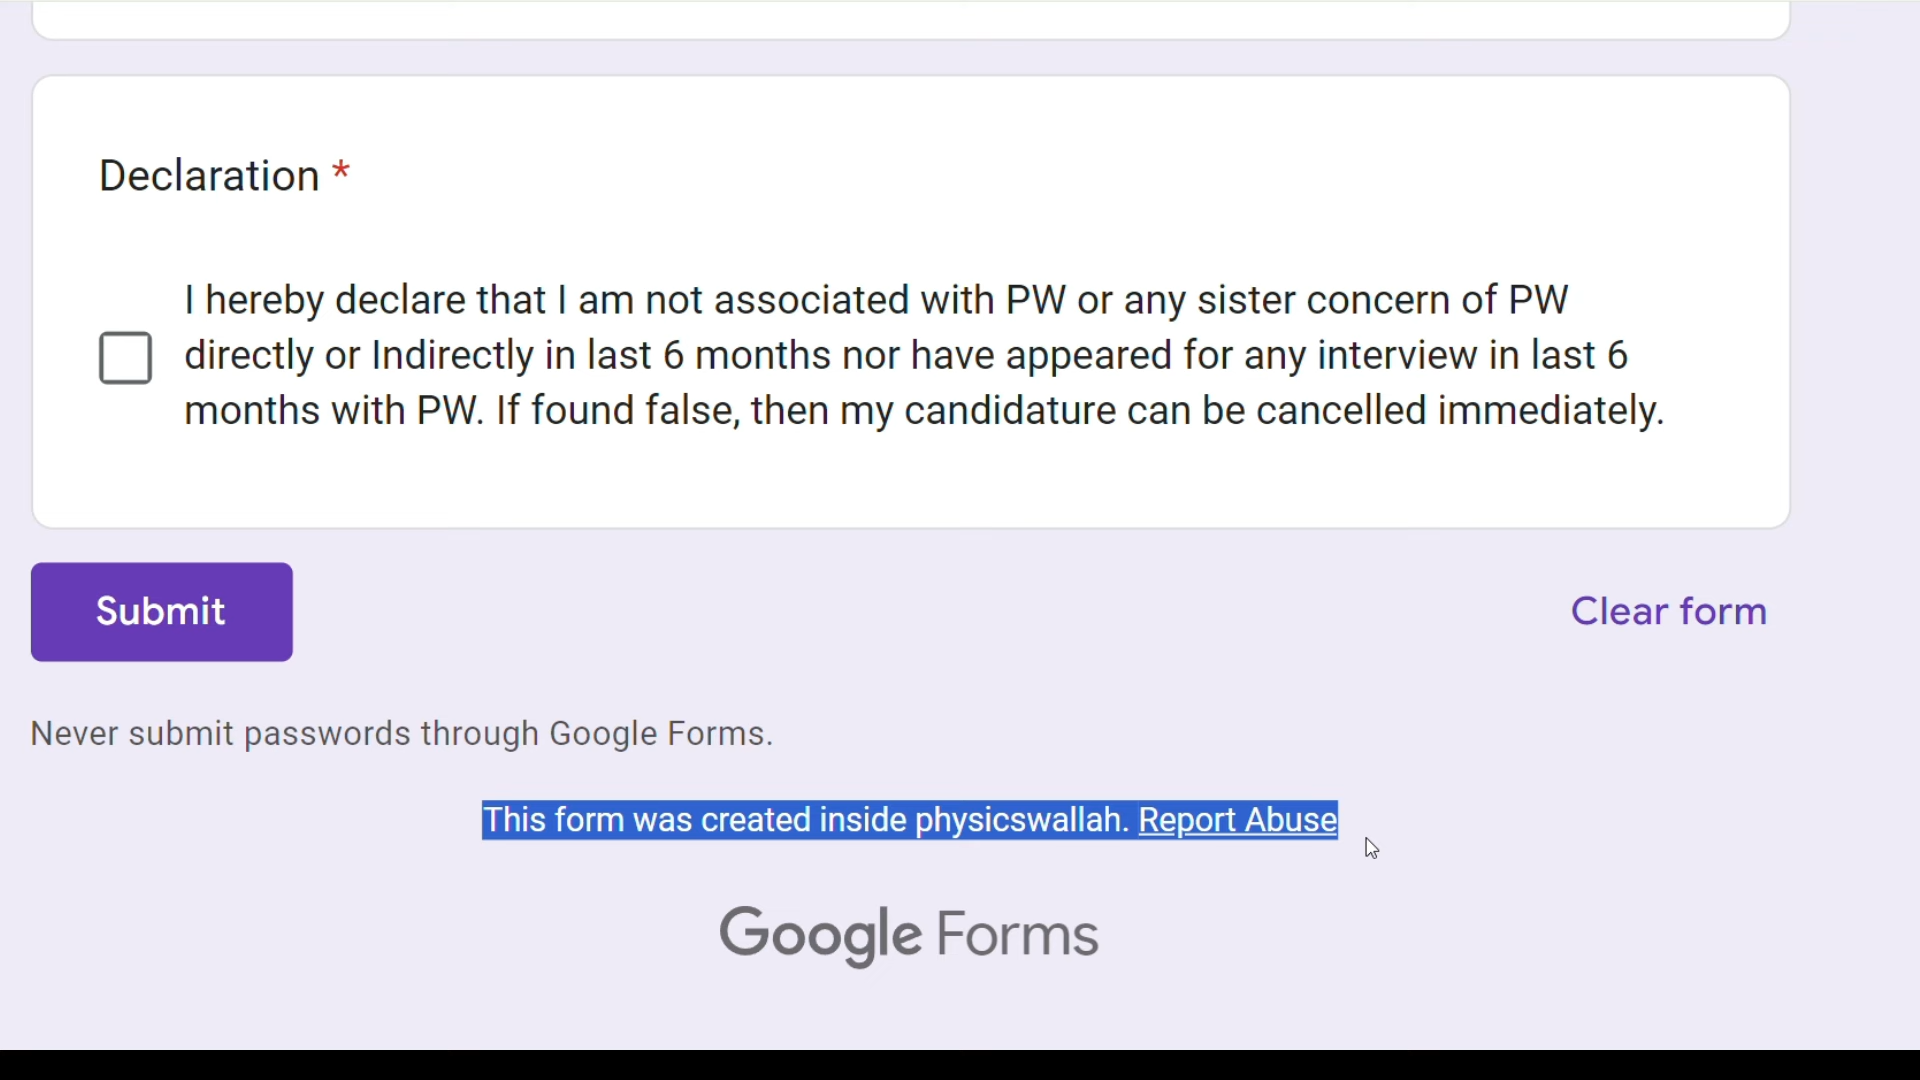 Declaration *
I hereby declare that I am not associated with PW or any sister concern of PW
directly or Indirectly in last 6 months nor have appeared for any interview in last 6
months with PW. If found false, then my candidature can be cancelled immediately.
Submit
Clear form
Never submit passwords through Google Forms.
This form was created inside physicswallah. Report Abuse
Google Forms